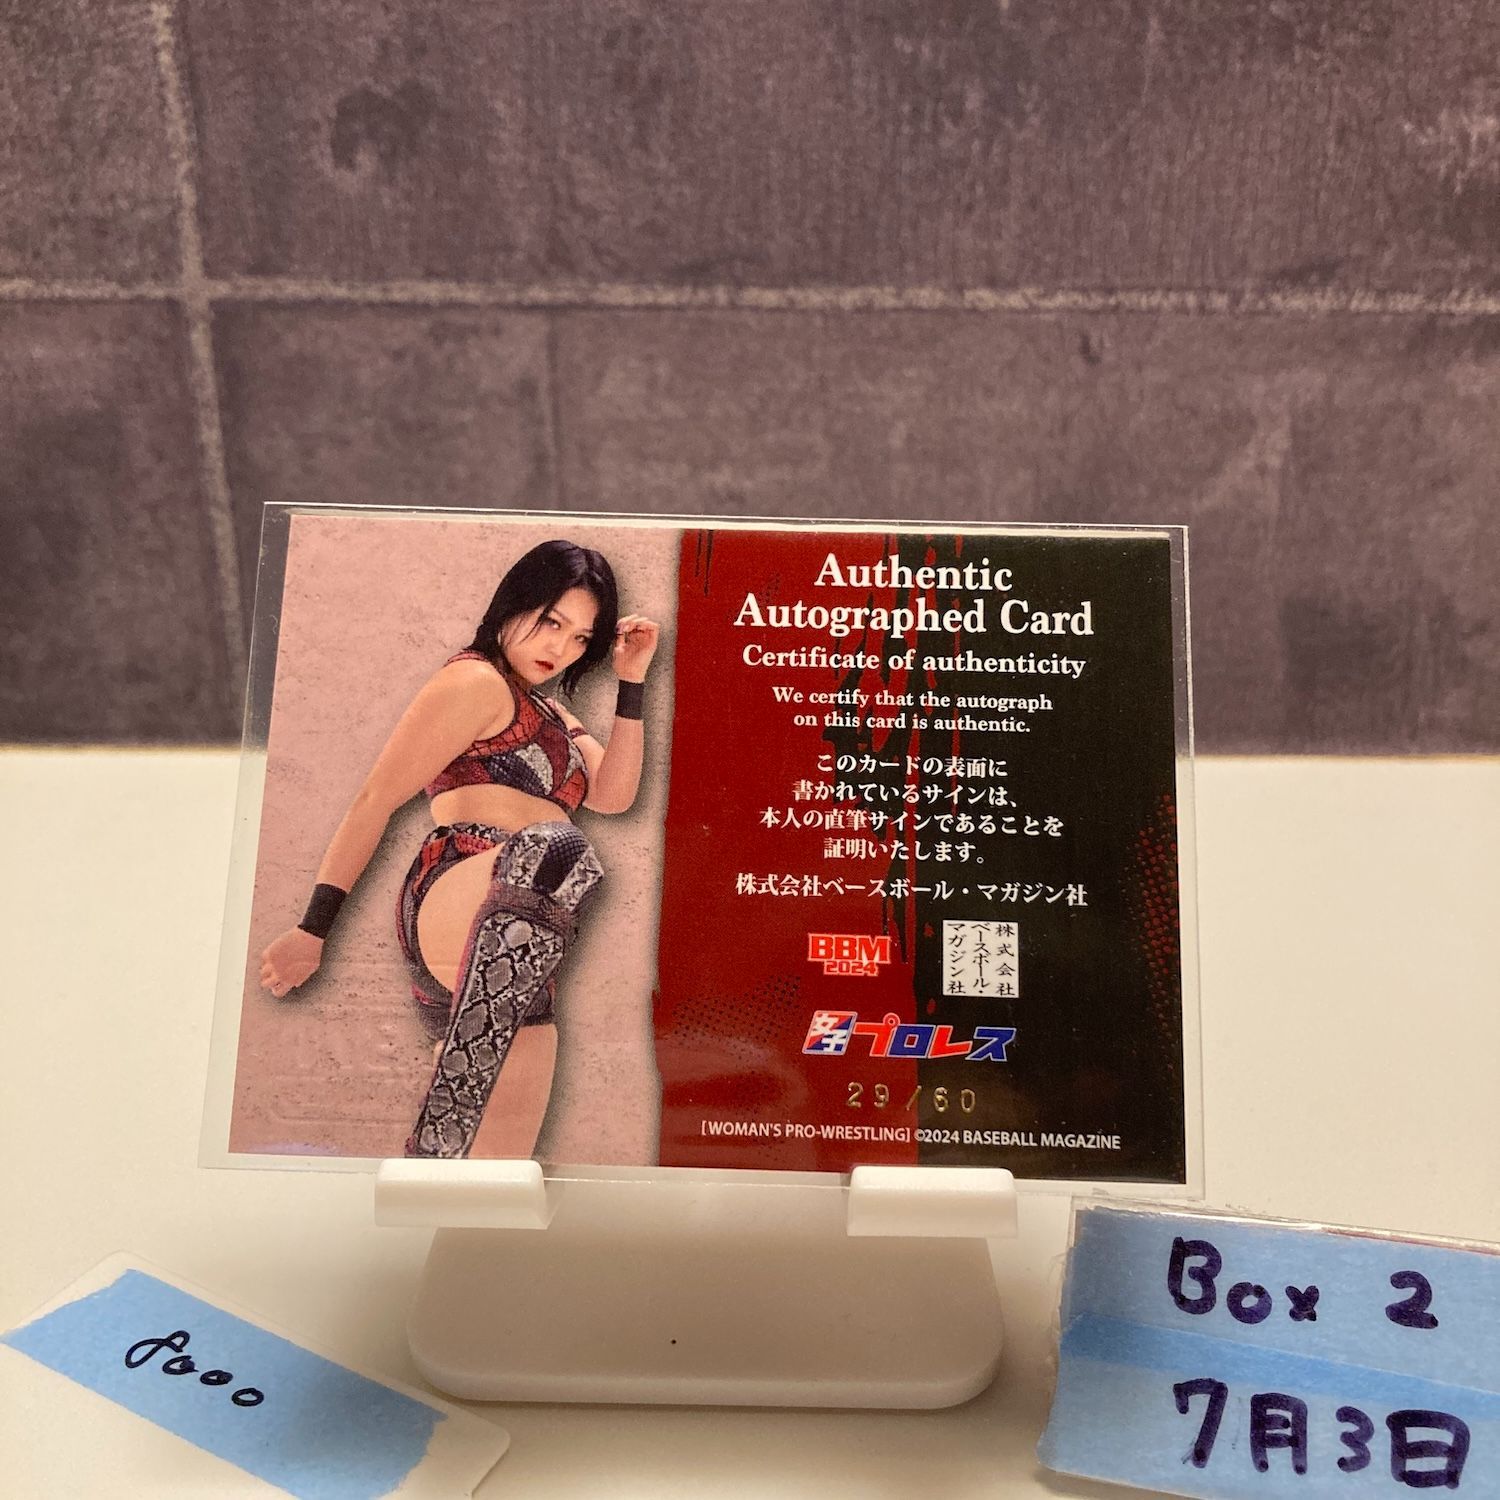 Authentic
Autographed Card
Certificate of authenticity
We certify that the autograph
on this card is authentic.
このカードの表面に
書かれているサインは、
本人の直筆サインであることを
証明いたします。
株式会社ベースボール・マガジン社
BBM
2024
株式会社
ベースボール・
マガジン社
女子プロレス
29/60
[WOMAN'S PRO-WRESTLING] ©2024 BASEBALL MAGAZINE
8000
Box 2
7月3日